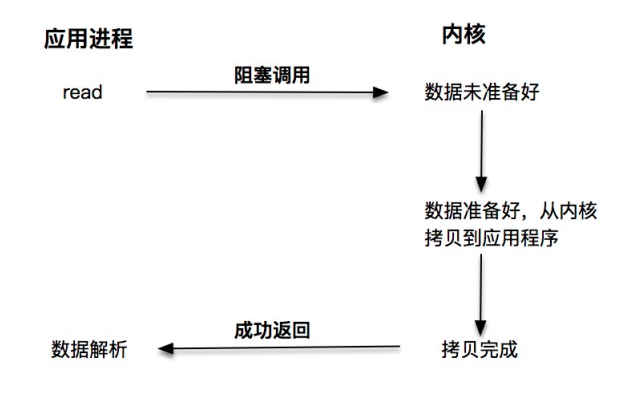 应用进程
内核
阻塞调用
read
数据未准备好
数据准备好，从内核
拷贝到应用程序
成功返回
数据解析
拷贝完成